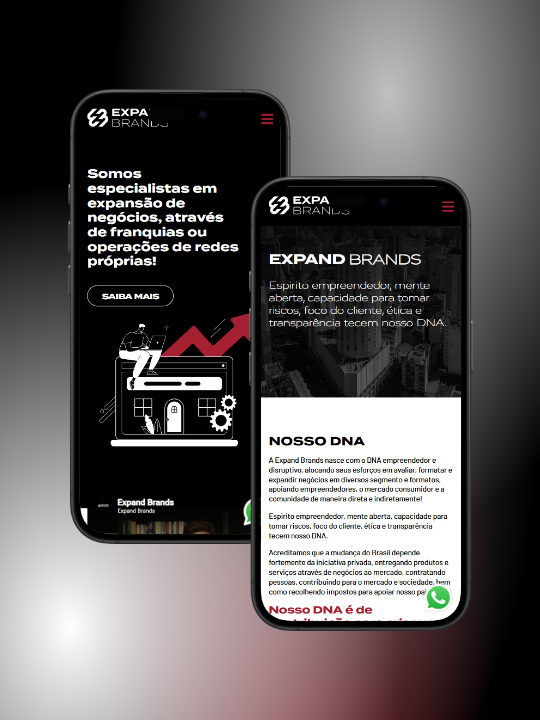 EXPA
BRANDS
Somos
especialistas em
expansão de
negócios, através
de franquias ou
operações de redes
próprias!
SAIBA MAIS
Expand Brands
Expand Brands
EXPA
BRANDS
EXPAND BRANDS
Espirito empreendedor, mente
aberta, capacidade para tomar
riscos, foco do cliente, ética e
transparência tecem nosso DNA.
NOSSO DNA
A Expand Brands nasce com o DNA empreendedor e
disruptivo, alocando seus esforços em avaliar, formatar e
expandir negócios em diversos segmento e formatos,
apoiando empreendedores, o mercado consumidor e a
comunidade de maneira direta e indiretamente!
Espirito empreendedor, mente aberta, capacidade para
tomar riscos, foco do cliente, ética e transparência
tecem nosso DNA.
Acreditamos que a mudança do Brasil depende
fortemente da iniciativa privada, entregando produtos e
serviços através de negócios ao mercado, contratando
pessoas, contribuindo para o mercado e sociedade, bem
como recolhendo impostos para apoiar nosso
Nosso DNA é de